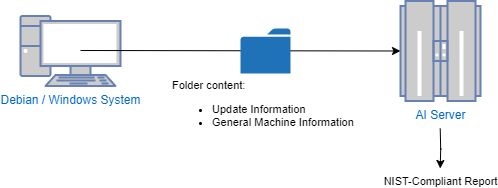 Debian / Windows System
Folder content:
• Update Information
• General Machine Information
AI Server
NIST-Compliant Report